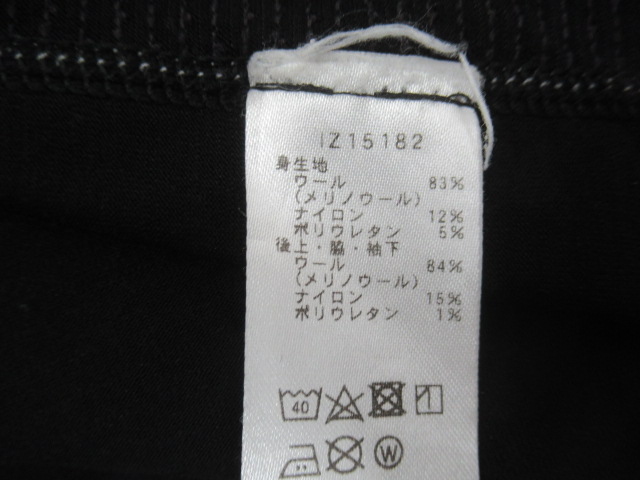 IZ15182
身生地
ウール 83%
(メリノウール)
ナイロン 12%
ポリウレタン 5%
後上・脇・袖下
ウール 84%
(メリノウール)
ナイロン 15%
ポリウレタン 1%
40
W